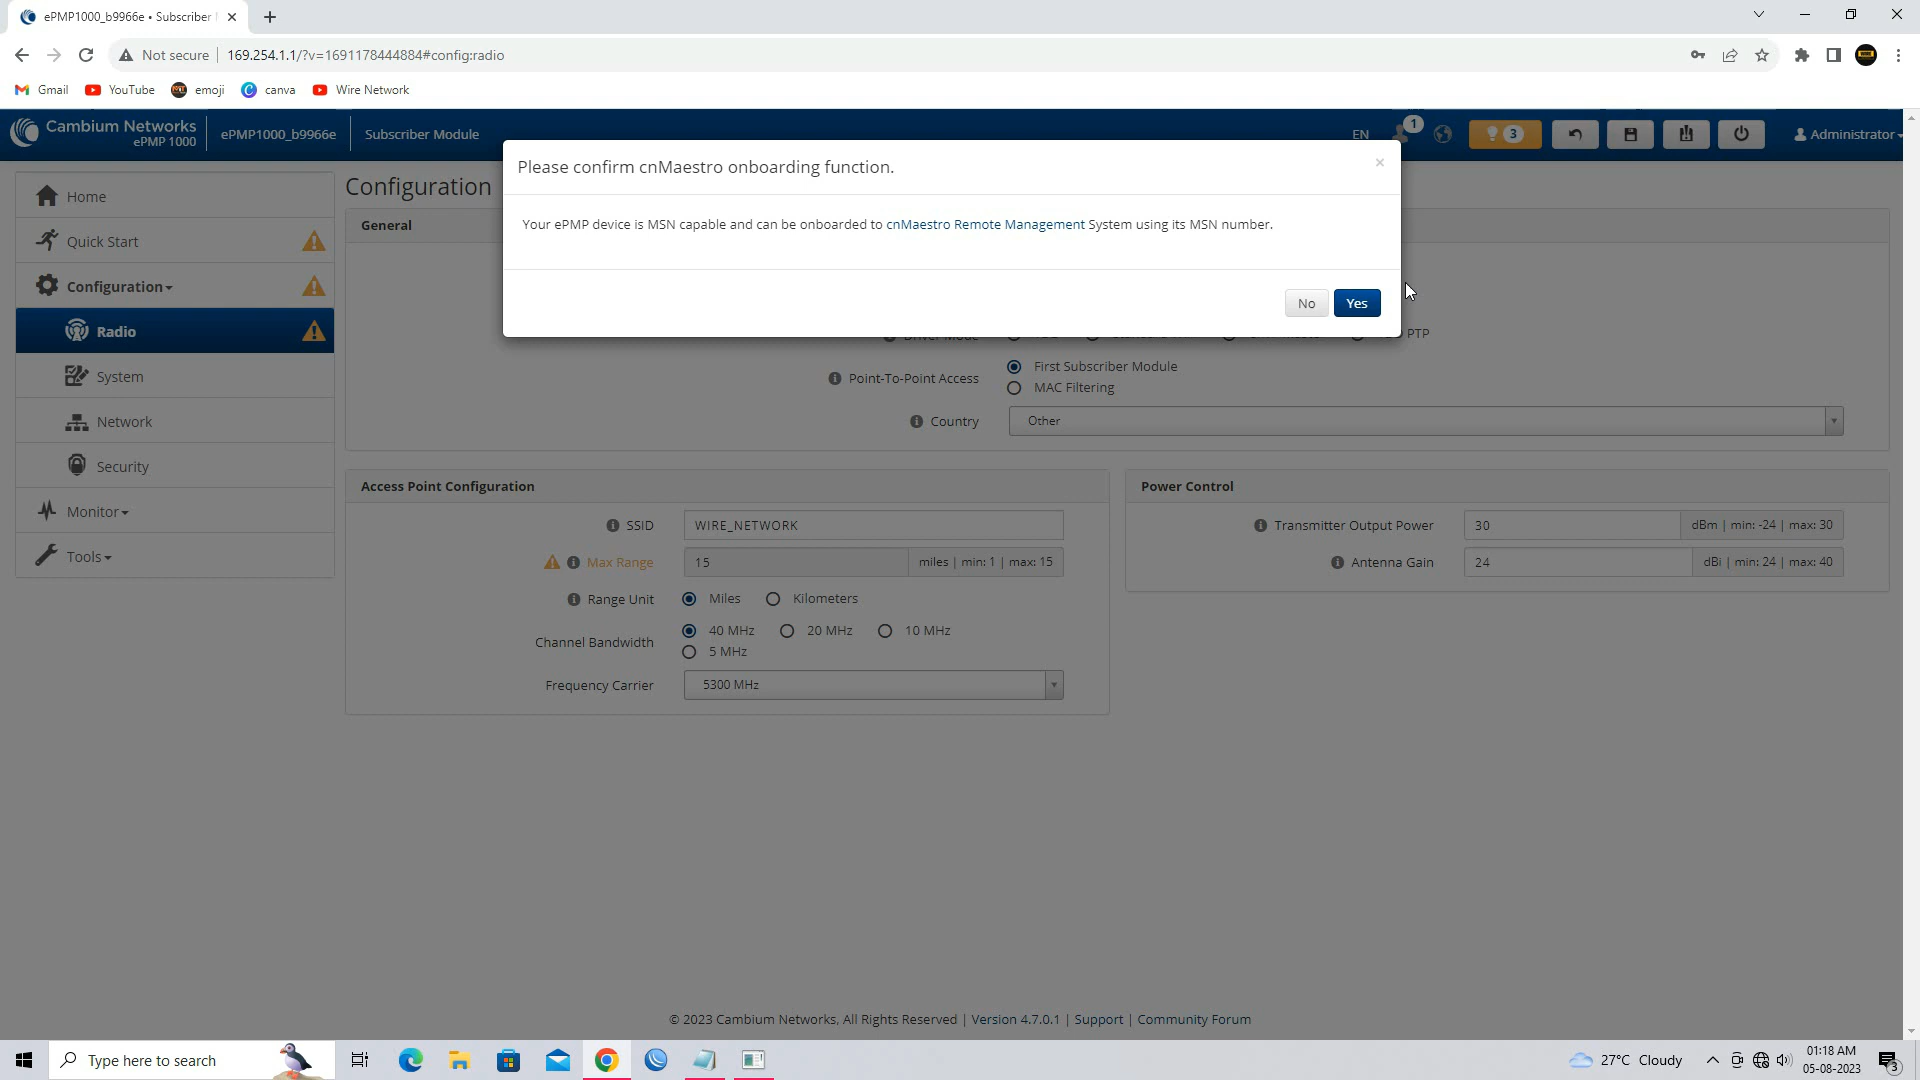 ePMP1000_b9966e • Subscriber
Not secure
169.254.1.1/?v=1691178444884#config:radio
Gmail
YouTube
emoji
canva
Wire Network
Cambium Networks
ePMP 1000
ePMP1000_b9966e
Subscriber Module
EN
1
3
Administrator
Please confirm cnMaestro onboarding function.
×
Your ePMP device is MSN capable and can be onboarded to cnMaestro Remote Management System using its MSN number.
No
Yes
Home
Quick Start
Configuration
Radio
System
Network
Security
Monitor
Tools
Configuration
General
PTP
Point-To-Point Access
First Subscriber Module
MAC Filtering
Country
Other
Access Point Configuration
SSID
WIRE_NETWORK
Max Range
15
miles | min: 1 | max: 15
Range Unit
Miles
Kilometers
Channel Bandwidth
40 MHz
20 MHz
10 MHz
5 MHz
Frequency Carrier
5300 MHz
Power Control
Transmitter Output Power
30
dBm | min: -24 | max: 30
Antenna Gain
24
dBi | min: 24 | max: 40
© 2023 Cambium Networks, All Rights Reserved | Version 4.7.0.1 | Support | Community Forum
Type here to search
27°C Cloudy
01:18 AM
05-08-2023
3